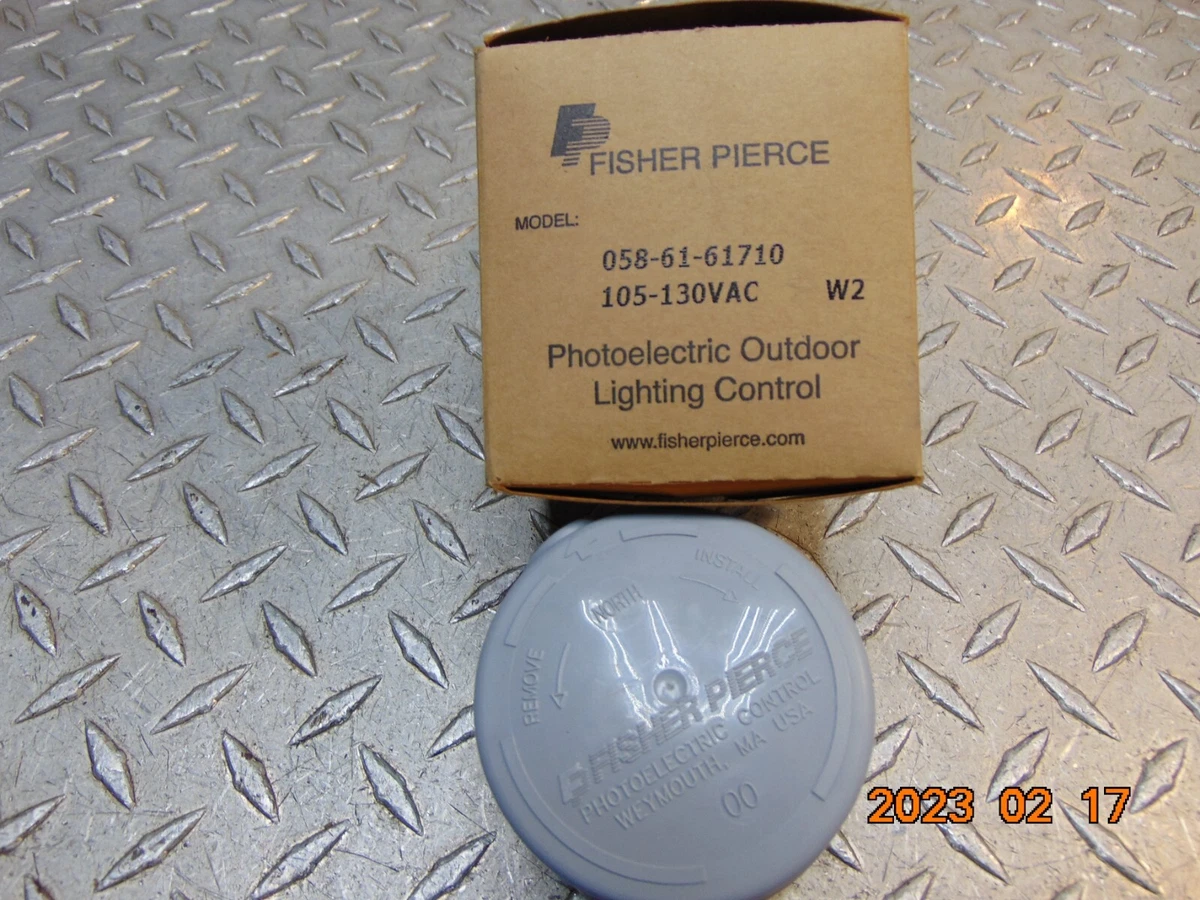 FISHER PIERCE
MODEL:
058-61-61710
105-130VAC W2
Photoelectric Outdoor
Lighting Control
www.fisherpierce.com
INSTALL
NORTH
REMOVE
FISHER PIERCE
PHOTOELECTRIC CONTROL
WEYMOUTH, MA USA
00
2023 02 17